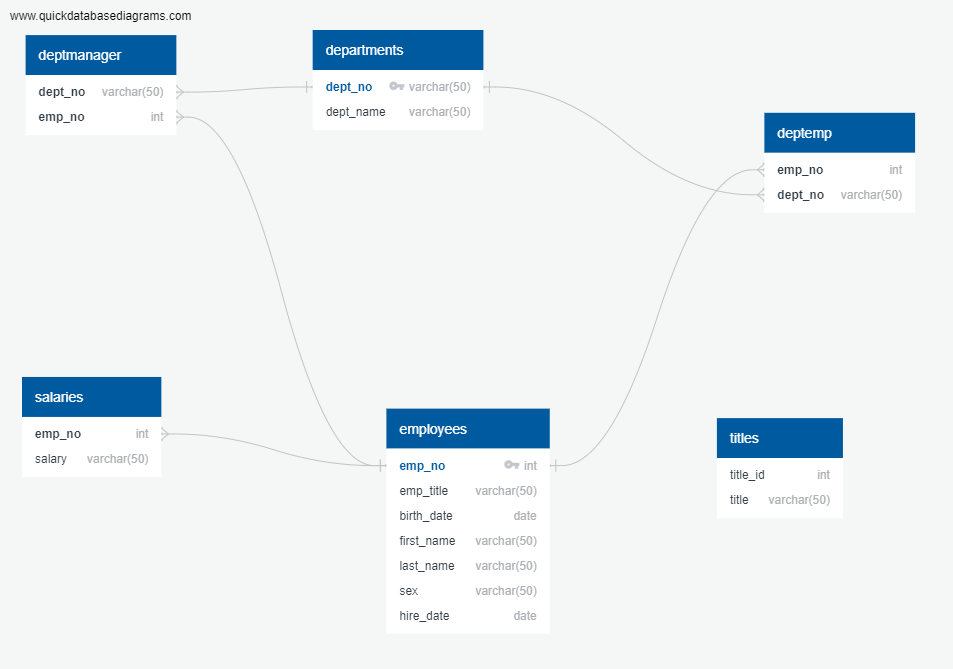 www.quickdatabasediagrams.com
deptmanager
dept_no varchar(50)
emp_no int
departments
dept_no varchar(50)
dept_name varchar(50)
deptemp
emp_no int
dept_no varchar(50)
salaries
emp_no int
salary varchar(50)
employees
emp_no int
emp_title varchar(50)
birth_date date
first_name varchar(50)
last_name varchar(50)
sex varchar(50)
hire_date date
titles
title_id int
title varchar(50)